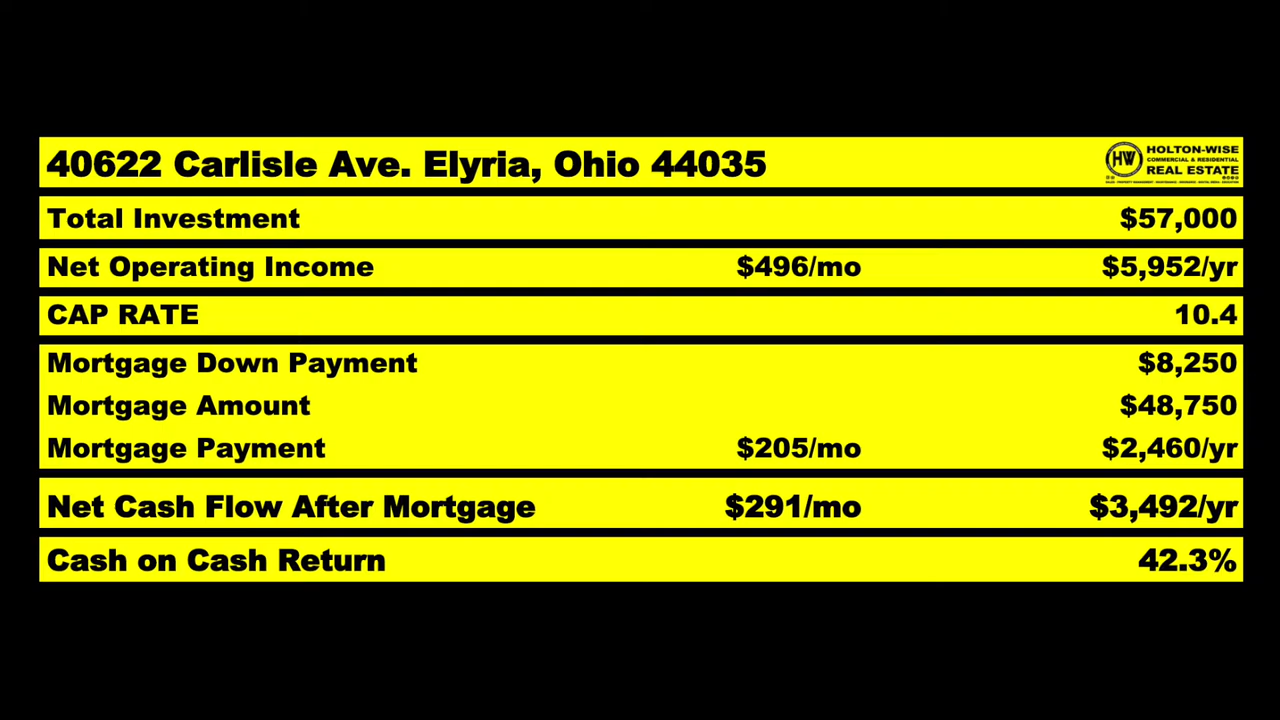 40622 Carlisle Ave. Elyria, Ohio 44035
HW
HOLTON-WISE
COMMERCIAL & RESIDENTIAL
REAL ESTATE
Total Investment $57,000
Net Operating Income $496/mo $5,952/yr
CAP RATE 10.4
Mortgage Down Payment $8,250
Mortgage Amount $48,750
Mortgage Payment $205/mo $2,460/yr
Net Cash Flow After Mortgage $291/mo $3,492/yr
Cash on Cash Return 42.3%